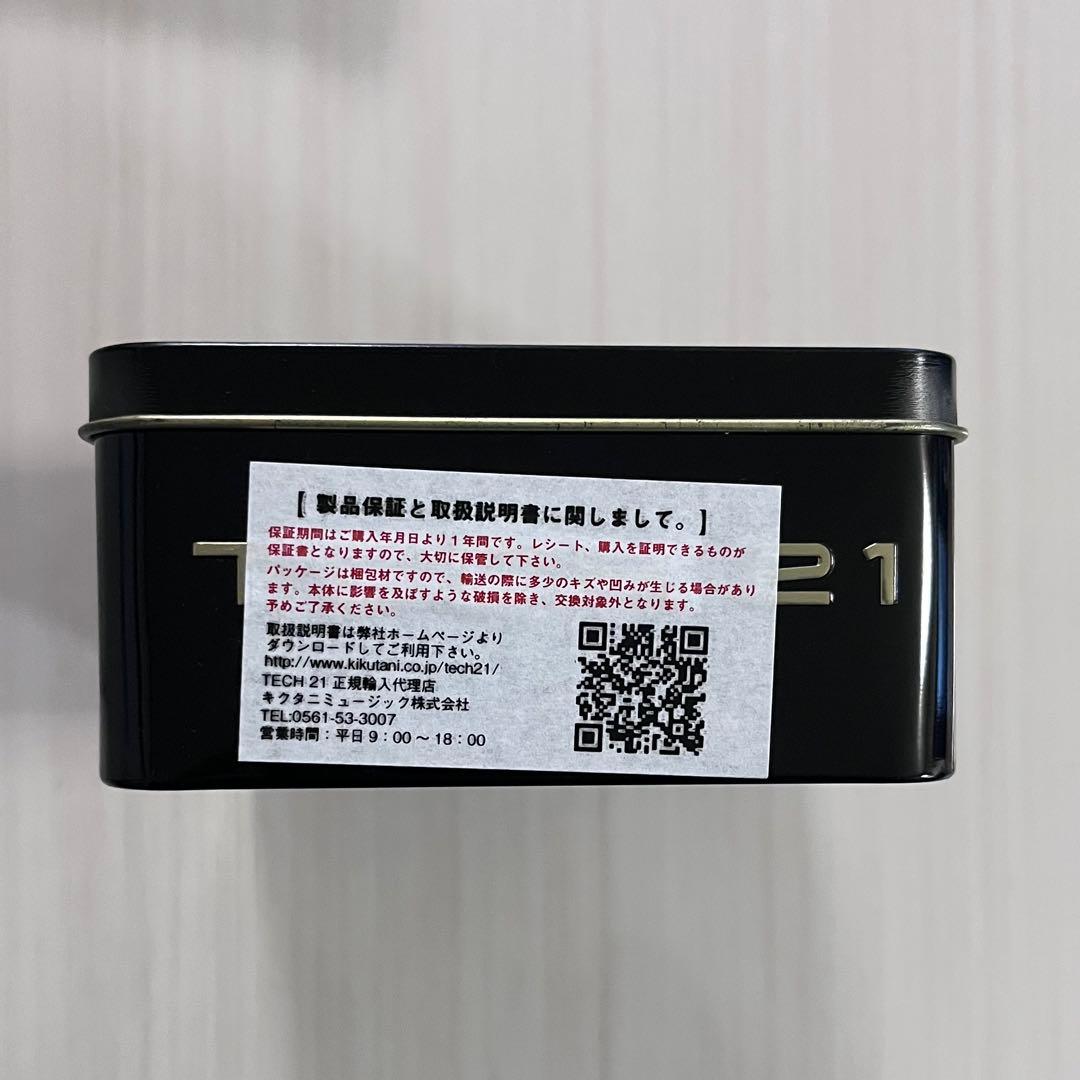 【 製品保証と取扱説明書に関しまして。】
保証期間はご購入年月日より1年間です。レシート、購入を証明できるものが
保証書となりますので、大切に保管して下さい。
パッケージは梱包材ですので、輸送の際に多少のキズや凹みが生じる場合があり
ます。本体に影響を及ぼすような破損を除き、交換対象外となります。
予めご了承ください。
T 21
取扱説明書は弊社ホームページより
ダウンロードしてご利用下さい。
http://www.kikutani.co.jp/tech21/
TECH 21 正規輸入代理店
キクタニミュージック株式会社
TEL:0561-53-3007
営業時間：平日 9：00 ～ 18：00